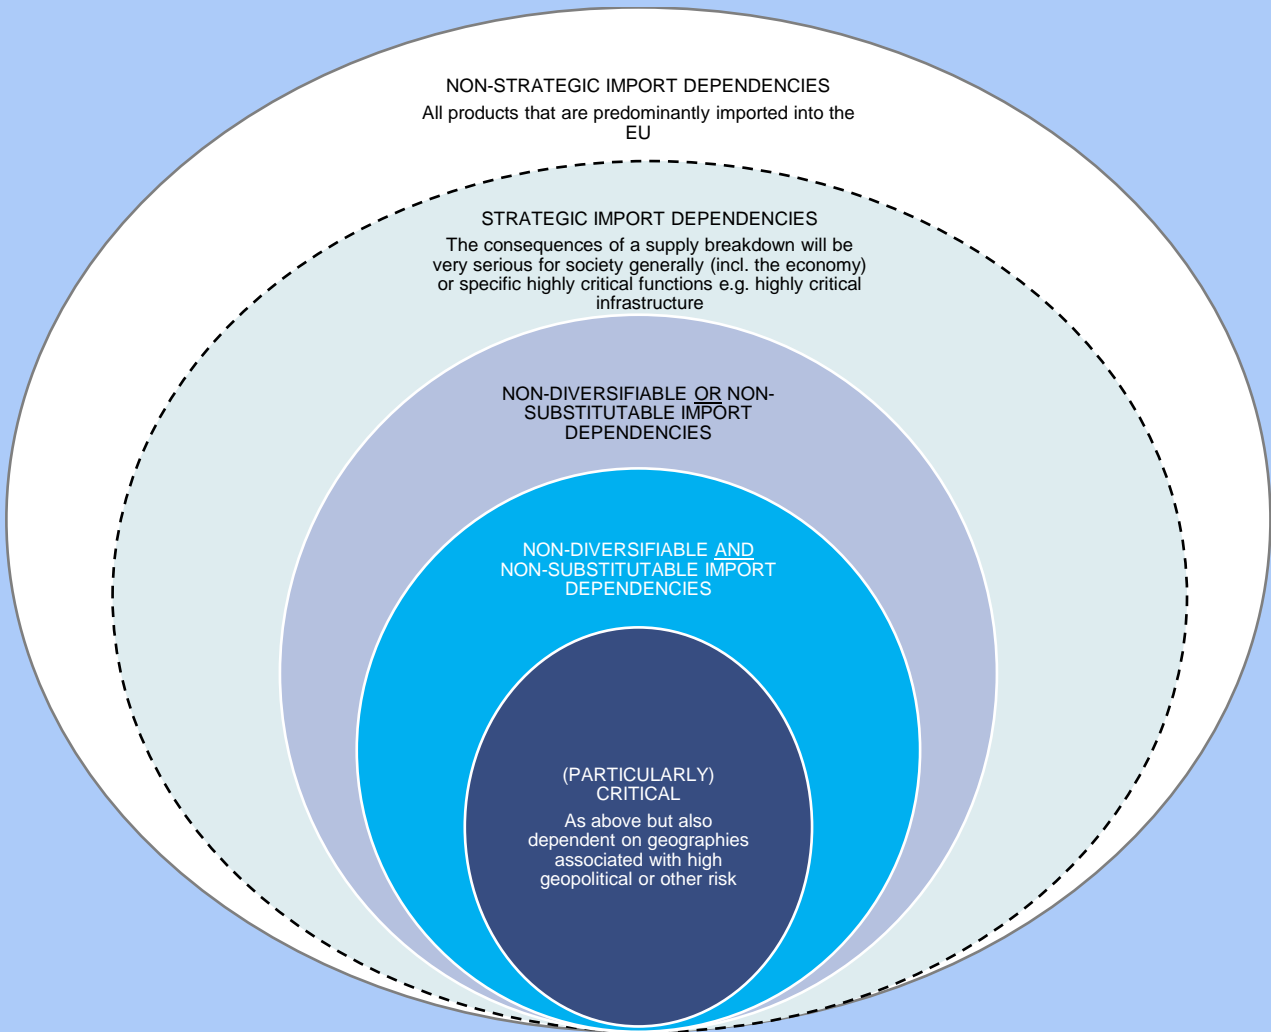 NON-STRATEGIC IMPORT DEPENDENCIES
All products that are predominantly imported into the
EU
STRATEGIC IMPORT DEPENDENCIES
The consequences of a supply breakdown will be
very serious for society generally (incl. the economy)
or specific highly critical functions e.g. highly critical
infrastructure
NON-DIVERSIFIABLE OR NON-
SUBSTITUTABLE IMPORT
DEPENDENCIES
NON-DIVERSIFIABLE AND
NON-SUBSTITUTABLE IMPORT
DEPENDENCIES
(PARTICULARLY)
CRITICAL
As above but also
dependent on geographies
associated with high
geopolitical or other risk